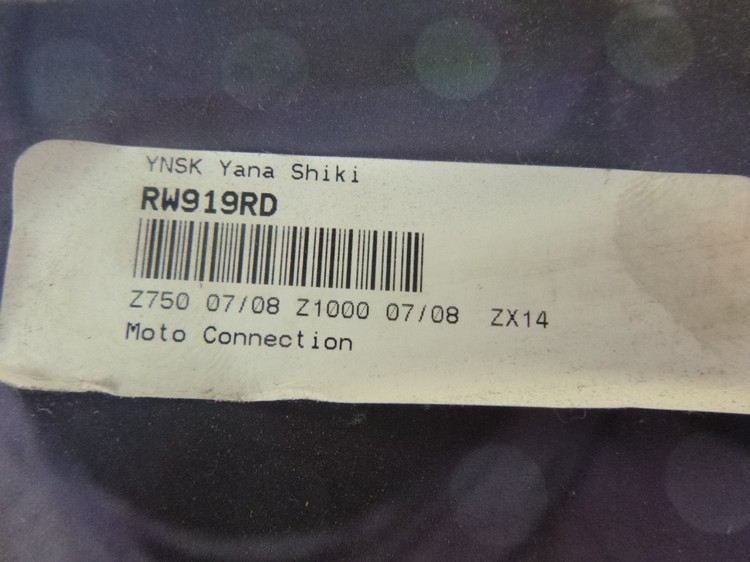 YNSK Yana Shiki
RW919RD
Z750 07/08 Z1000 07/08 ZX14
Moto Connection